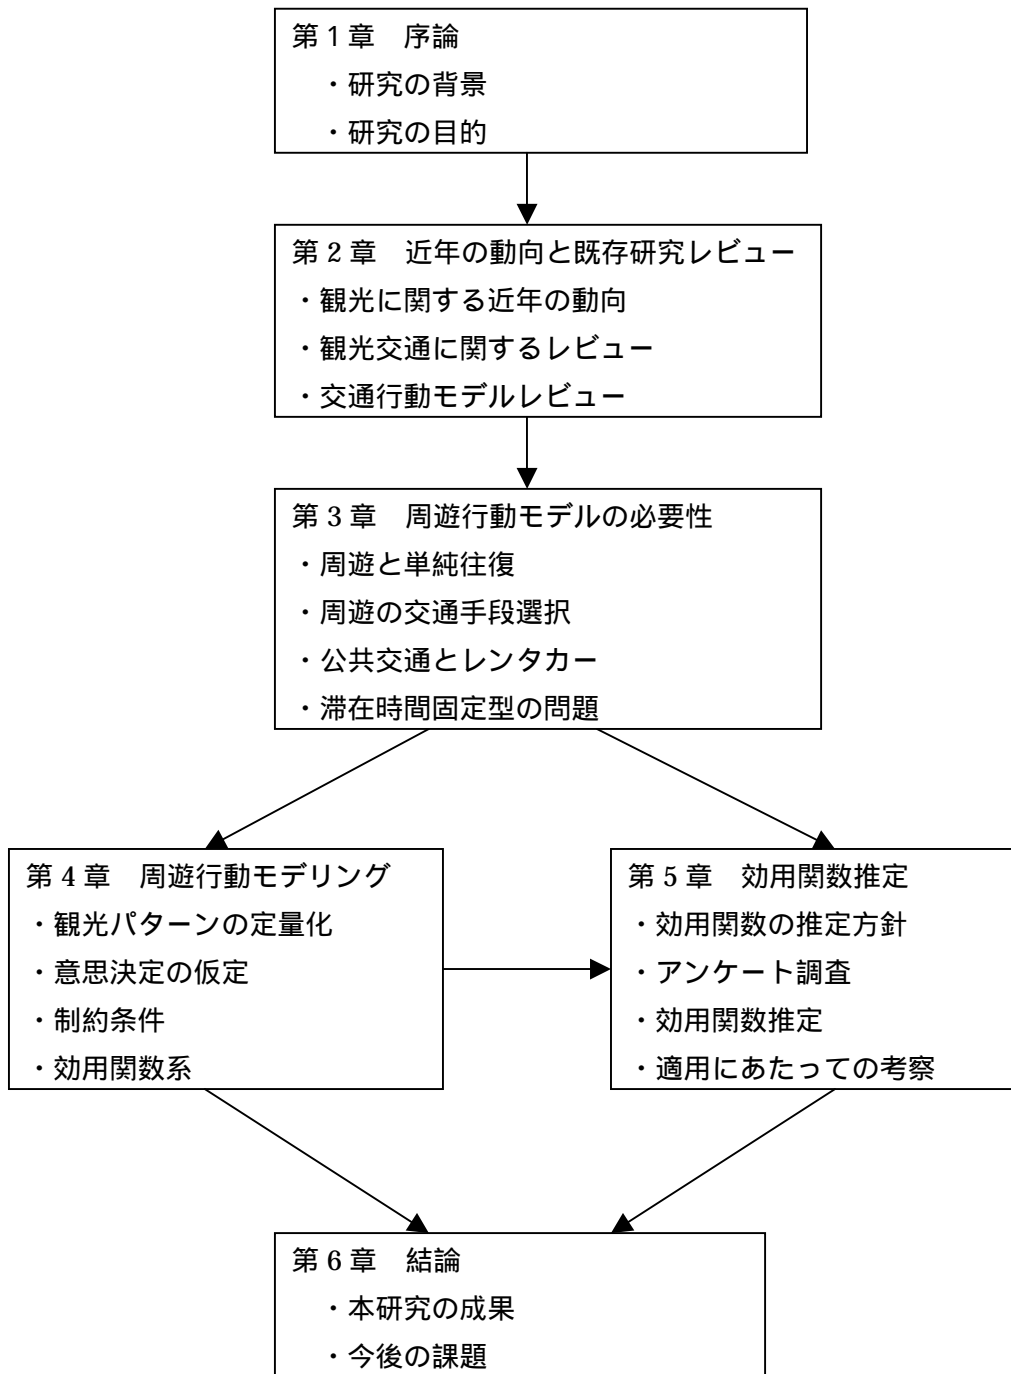 第1章　序論
・研究の背景
・研究の目的
第2章　近年の動向と既存研究レビュー
・観光に関する近年の動向
・観光交通に関するレビュー
・交通行動モデルレビュー
第3章　周遊行動モデルの必要性
・周遊と単純往復
・周遊の交通手段選択
・公共交通とレンタカー
・滞在時間固定型の問題
第4章　周遊行動モデリング
・観光パターンの定量化
・意思決定の仮定
・制約条件
・効用関数系
第5章　効用関数推定
・効用関数の推定方針
・アンケート調査
・効用関数推定
・適用にあたっての考察
第6章　結論
・本研究の成果
・今後の課題